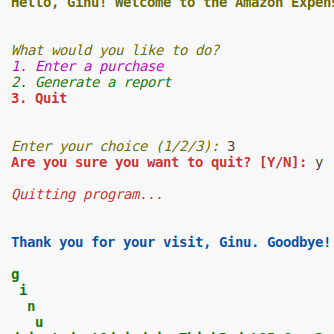 Hello, Ginu! Welcome to the Amazon Expens
What would you like to do?
1. Enter a purchase
2. Generate a report
3. Quit
Enter your choice (1/2/3): 3
Are you sure you want to quit? [Y/N]: y
Quitting program...
Thank you for your visit, Ginu. Goodbye!
g
i
n
u